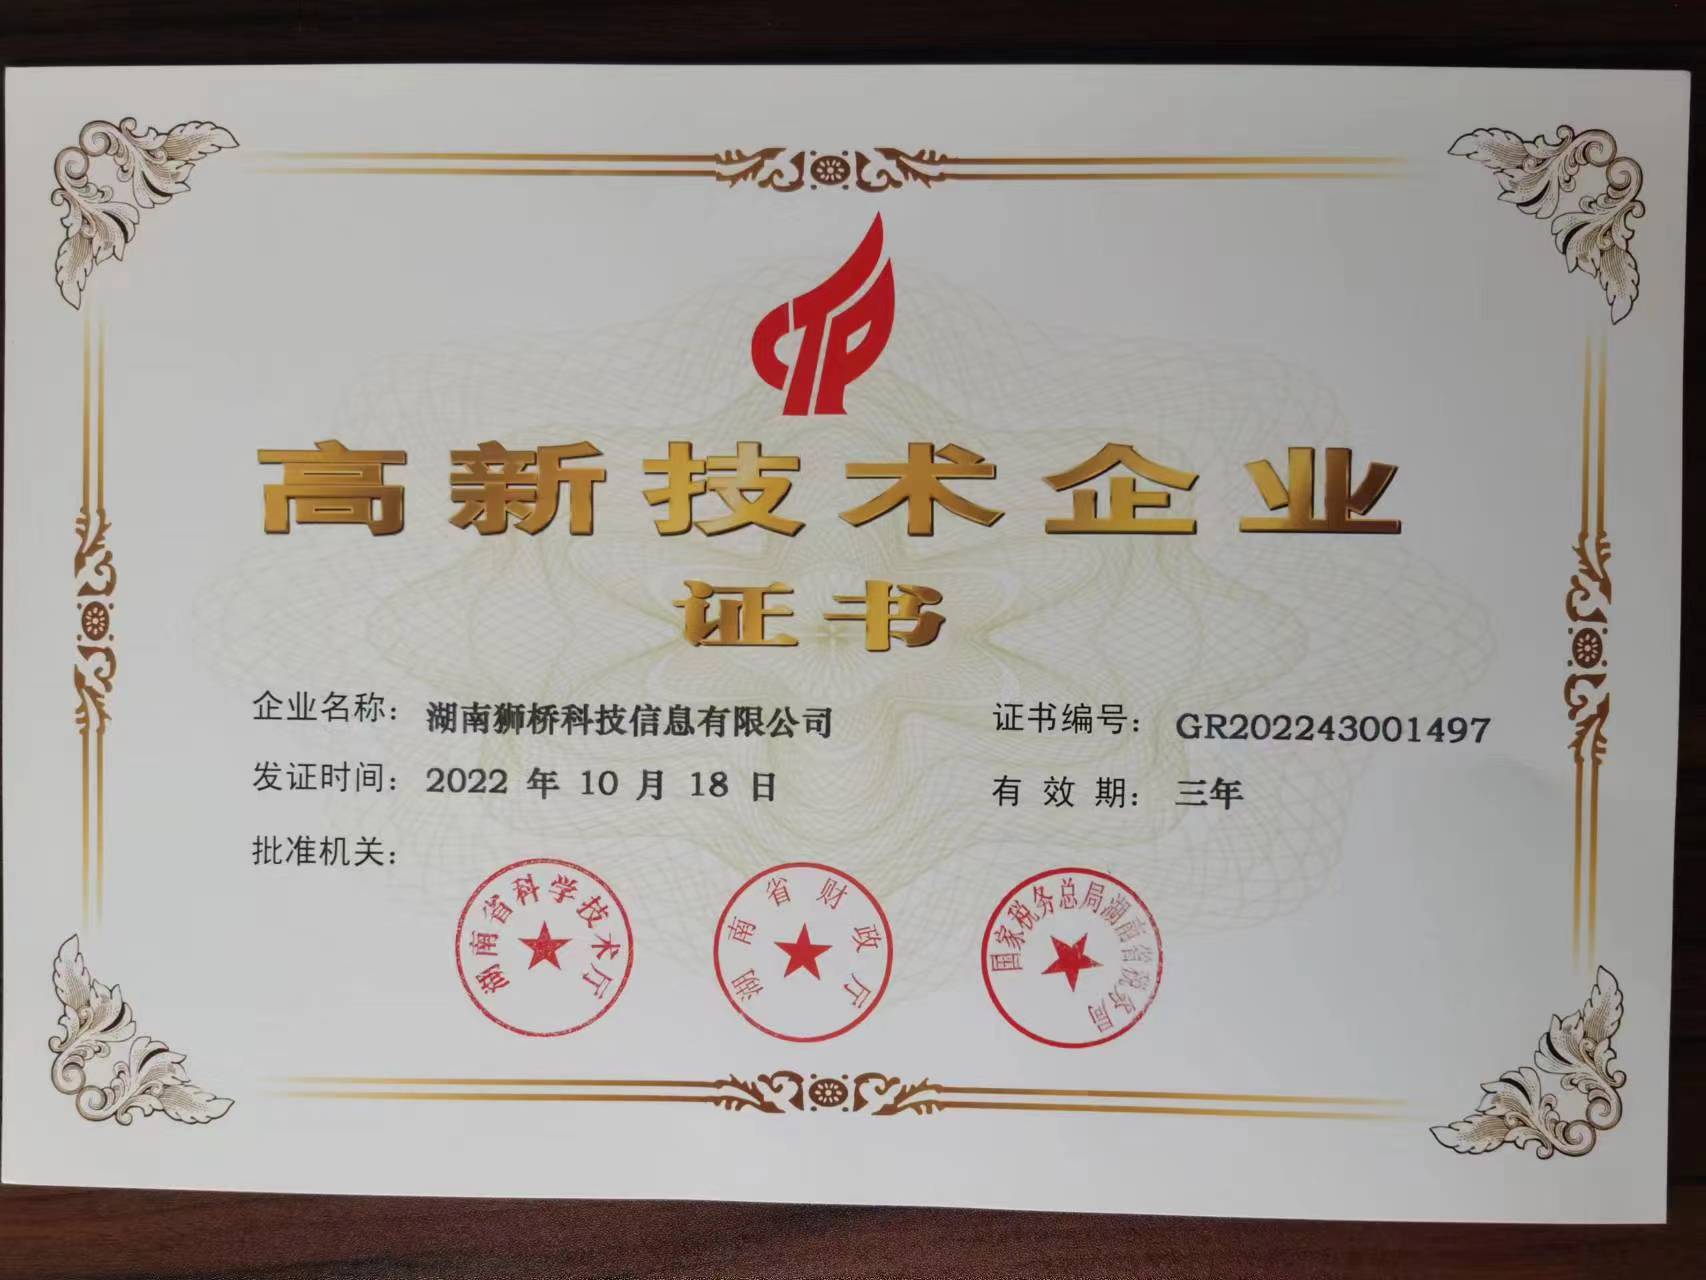 CTP
高新技术企业
证书
企业名称：湖南狮桥科技信息有限公司
证书编号：GR202243001497
发证时间：2022 年 10 月 18 日
有 效 期：三年
批准机关：
湖南省科学技术厅
湖南省财政厅
国家税务总局湖南省税务局